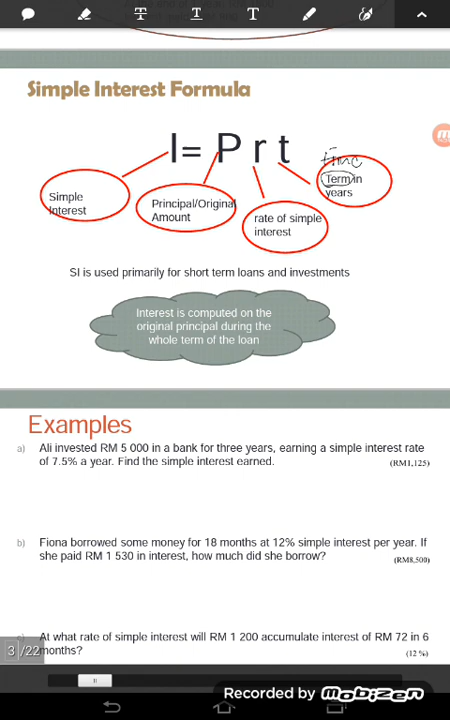 Simple Interest Formula
I= P r t
time
Simple
Interest
Principal/Original
Amount
rate of simple
interest
Term in
years
SI is used primarily for short term loans and investments
Interest is computed on the
original principal during the
whole term of the loan
Examples
a) Ali invested RM 5 000 in a bank for three years, earning a simple interest rate
of 7.5% a year. Find the simple interest earned. (RM1,125)
b) Fiona borrowed some money for 18 months at 12% simple interest per year. If
she paid RM 1 530 in interest, how much did she borrow? (RM8,500)
c) At what rate of simple interest will RM 1 200 accumulate interest of RM 72 in 6
months? (12 %)
3 /22
Recorded by mobizen